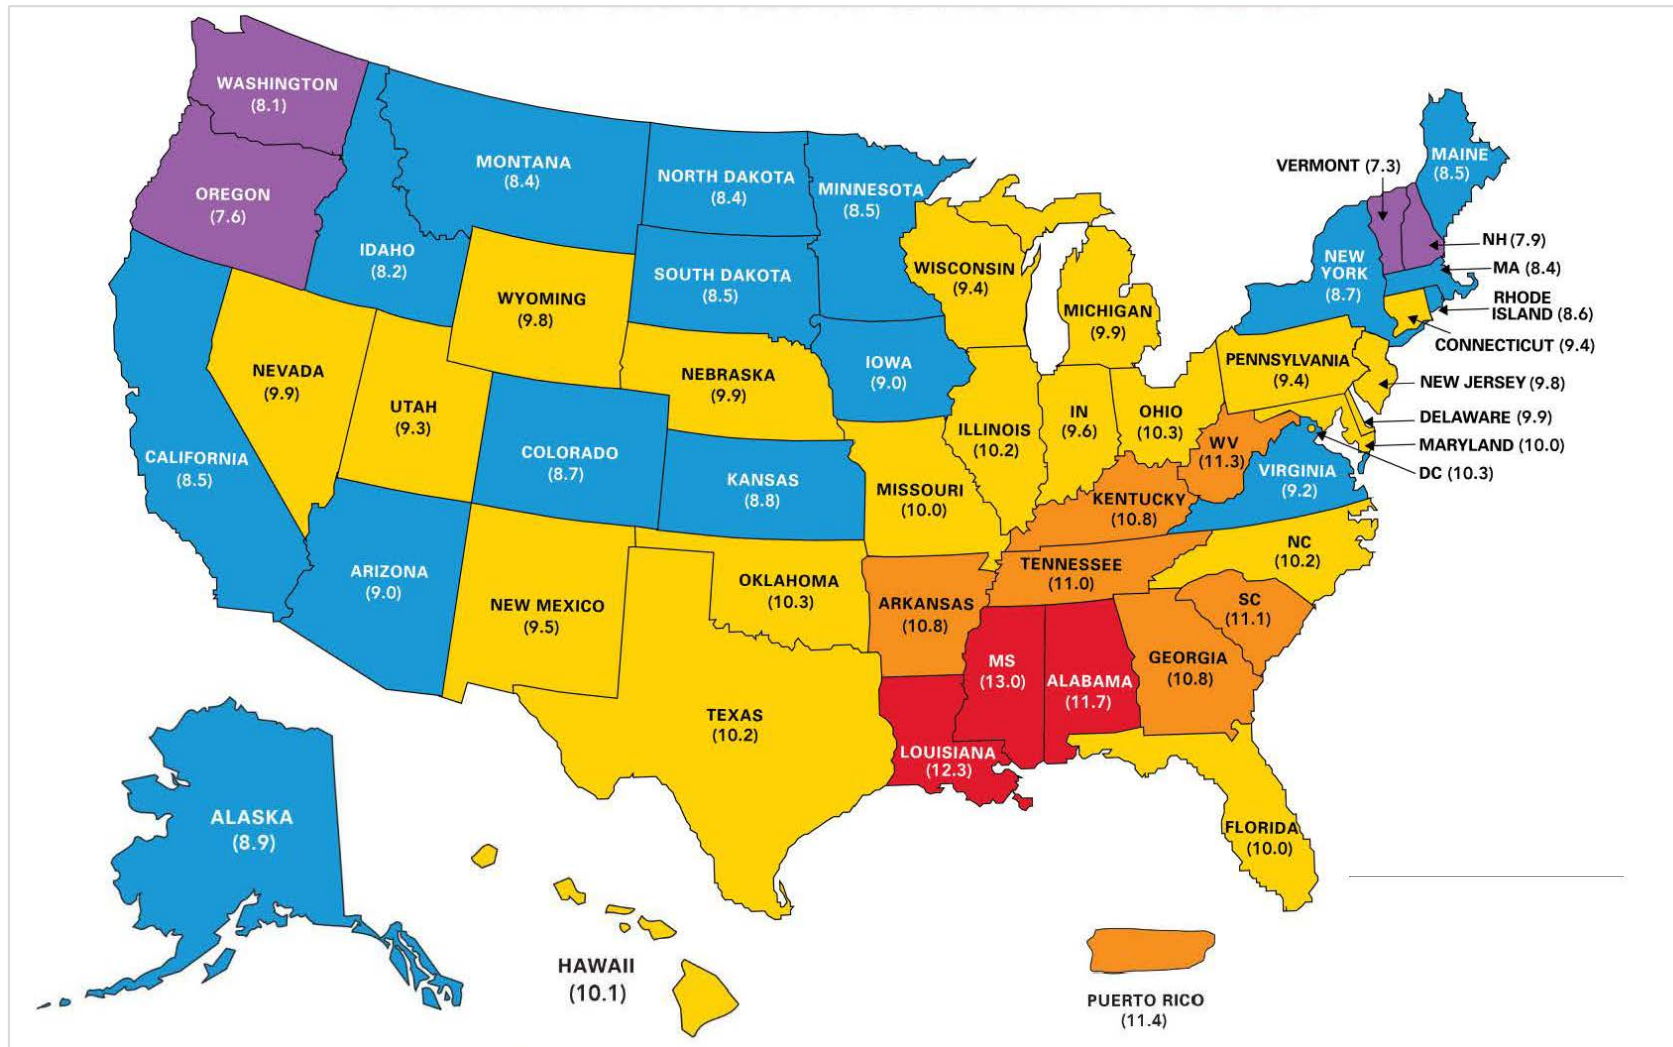 WASHINGTON
(8.1)
OREGON
(7.6)
IDAHO
(8.2)
MONTANA
(8.4)
NORTH DAKOTA
(8.4)
MINNESOTA
(8.5)
SOUTH DAKOTA
(8.5)
WYOMING
(9.8)
WISCONSIN
(9.4)
MICHIGAN
(9.9)
VERMONT (7.3)
MAINE
(8.5)
NH (7.9)
MA (8.4)
NEW
YORK
(8.7)
RHODE
ISLAND (8.6)
CONNECTICUT (9.4)
PENNSYLVANIA
(9.4)
NEW JERSEY (9.8)
DELAWARE (9.9)
MARYLAND (10.0)
DC (10.3)
NEVADA
(9.9)
UTAH
(9.3)
NEBRASKA
(9.9)
IOWA
(9.0)
ILLINOIS
(10.2)
IN
(9.6)
OHIO
(10.3)
WV
(11.3)
VIRGINIA
(9.2)
CALIFORNIA
(8.5)
COLORADO
(8.7)
KANSAS
(8.8)
MISSOURI
(10.0)
KENTUCKY
(10.8)
NC
(10.2)
TENNESSEE
(11.0)
SC
(11.1)
ARIZONA
(9.0)
NEW MEXICO
(9.5)
OKLAHOMA
(10.3)
ARKANSAS
(10.8)
MS
(13.0)
ALABAMA
(11.7)
GEORGIA
(10.8)
TEXAS
(10.2)
LOUISIANA
(12.3)
FLORIDA
(10.0)
ALASKA
(8.9)
HAWAII
(10.1)
PUERTO RICO
(11.4)